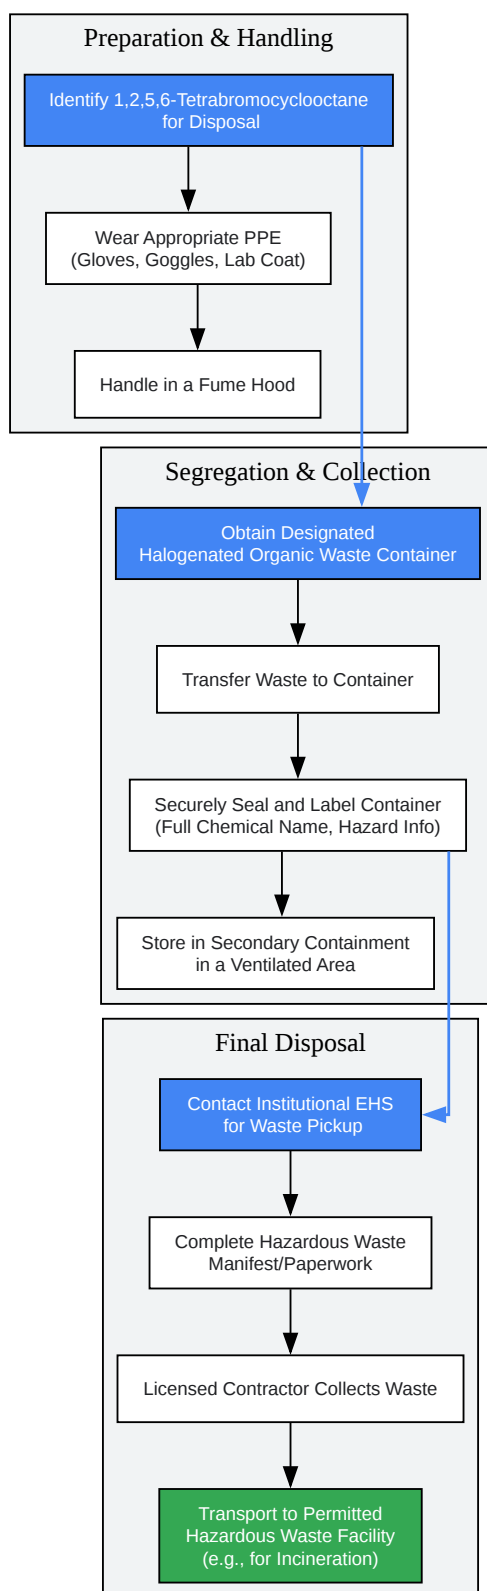 Preparation & Handling
Identify 1,2,5,6-Tetrabromocyclooctane
for Disposal
Wear Appropriate PPE
(Gloves, Goggles, Lab Coat)
Handle in a Fume Hood
Segregation & Collection
Obtain Designated
Halogenated Organic Waste Container
Transfer Waste to Container
Securely Seal and Label Container
(Full Chemical Name, Hazard Info)
Store in Secondary Containment
in a Ventilated Area
Final Disposal
Contact Institutional EHS
for Waste Pickup
Complete Hazardous Waste
Manifest/Paperwork
Licensed Contractor Collects Waste
Transport to Permitted
Hazardous Waste Facility
(e.g., for Incineration)